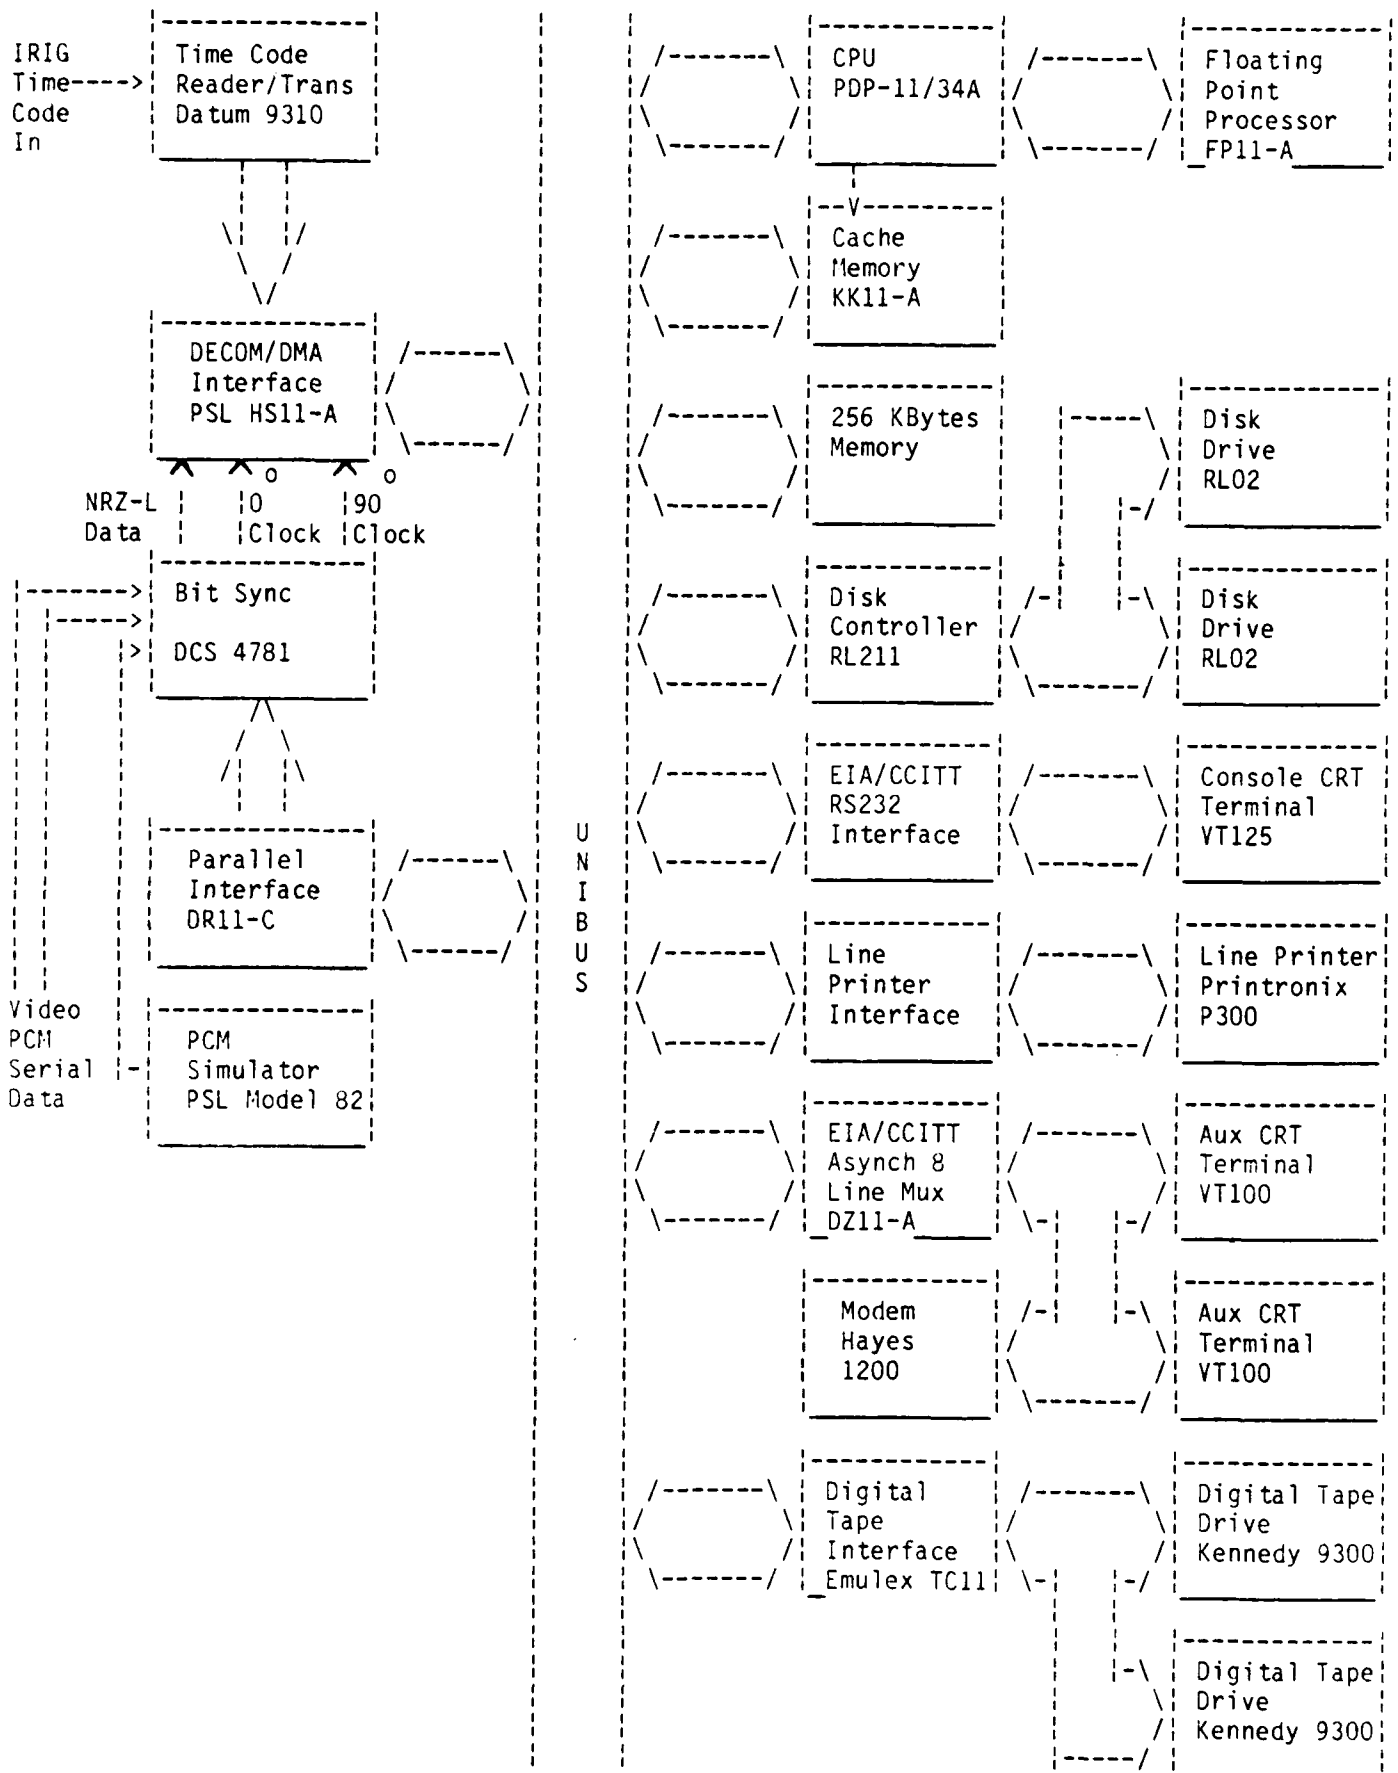 IRIG
Time---->
Code
In
Time Code
Reader/Trans
Datum 9310
DECOM/DMA
Interface
PSL HS11-A
NRZ-L
Data
0 o
Clock
90 o
Clock
Bit Sync
DCS 4781
Parallel
Interface
DR11-C
Video
PCM
Serial
Data
PCM
Simulator
PSL Model 82
U
N
I
B
U
S
CPU
PDP-11/34A
Floating
Point
Processor
FP11-A
Cache
Memory
KK11-A
256 KBytes
Memory
Disk
Drive
RL02
Disk
Controller
RL211
Disk
Drive
RL02
EIA/CCITT
RS232
Interface
Console CRT
Terminal
VT125
Line
Printer
Interface
Line Printer
Printronix
P300
EIA/CCITT
Asynch 8
Line Mux
DZ11-A
Aux CRT
Terminal
VT100
Modem
Hayes
1200
Aux CRT
Terminal
VT100
Digital
Tape
Interface
Emulex TC11
Digital Tape
Drive
Kennedy 9300
Digital Tape
Drive
Kennedy 9300